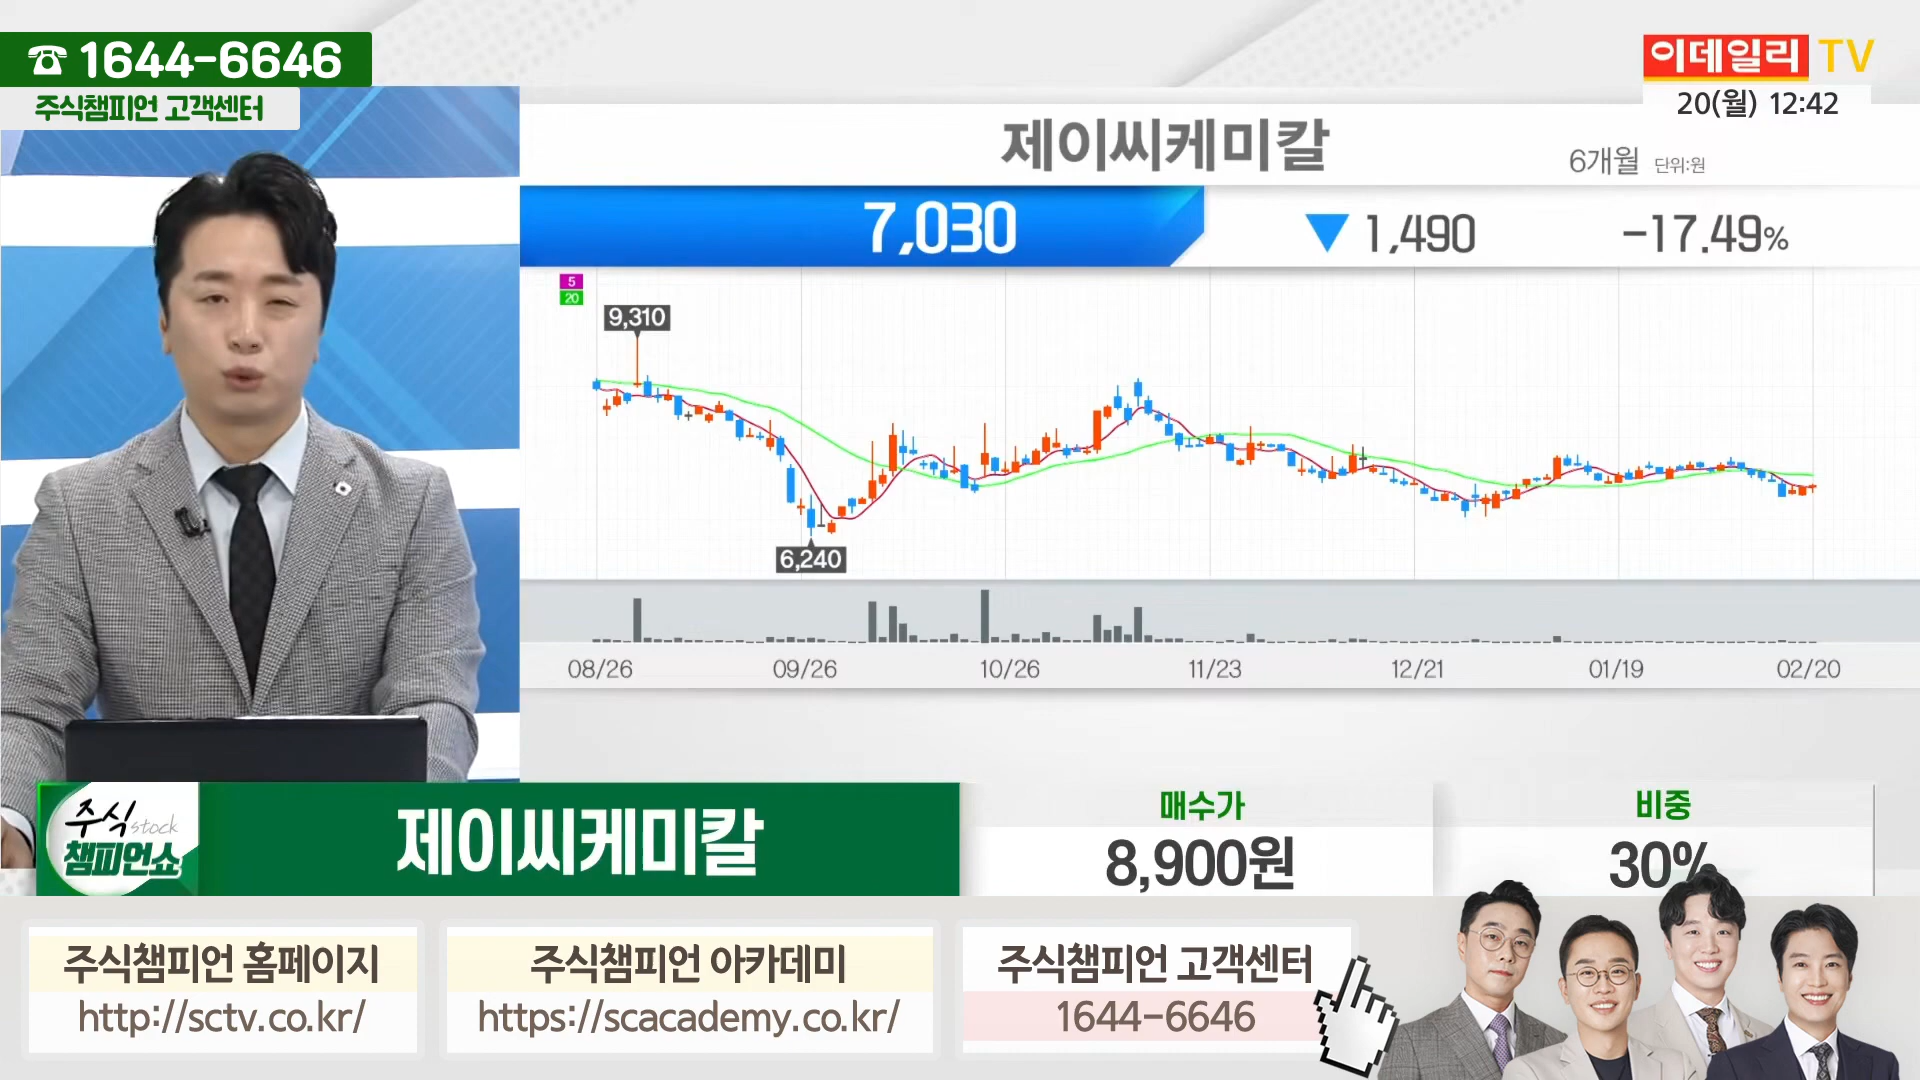 ☎ 1644-6646
주식챔피언 고객센터
이데일리 TV
20(월) 12:42
제이씨케미칼
6개월 단위:원
7,030
▼ 1,490
-17.49%
5
20
9,310
6,240
08/26 09/26 10/26 11/23 12/21 01/19 02/20
주식 stock
챔피언쇼
제이씨케미칼
매수가
8,900원
비중
30%
주식챔피언 홈페이지
http://sctv.co.kr/
주식챔피언 아카데미
https://scacademy.co.kr/
주식챔피언 고객센터
1644-6646